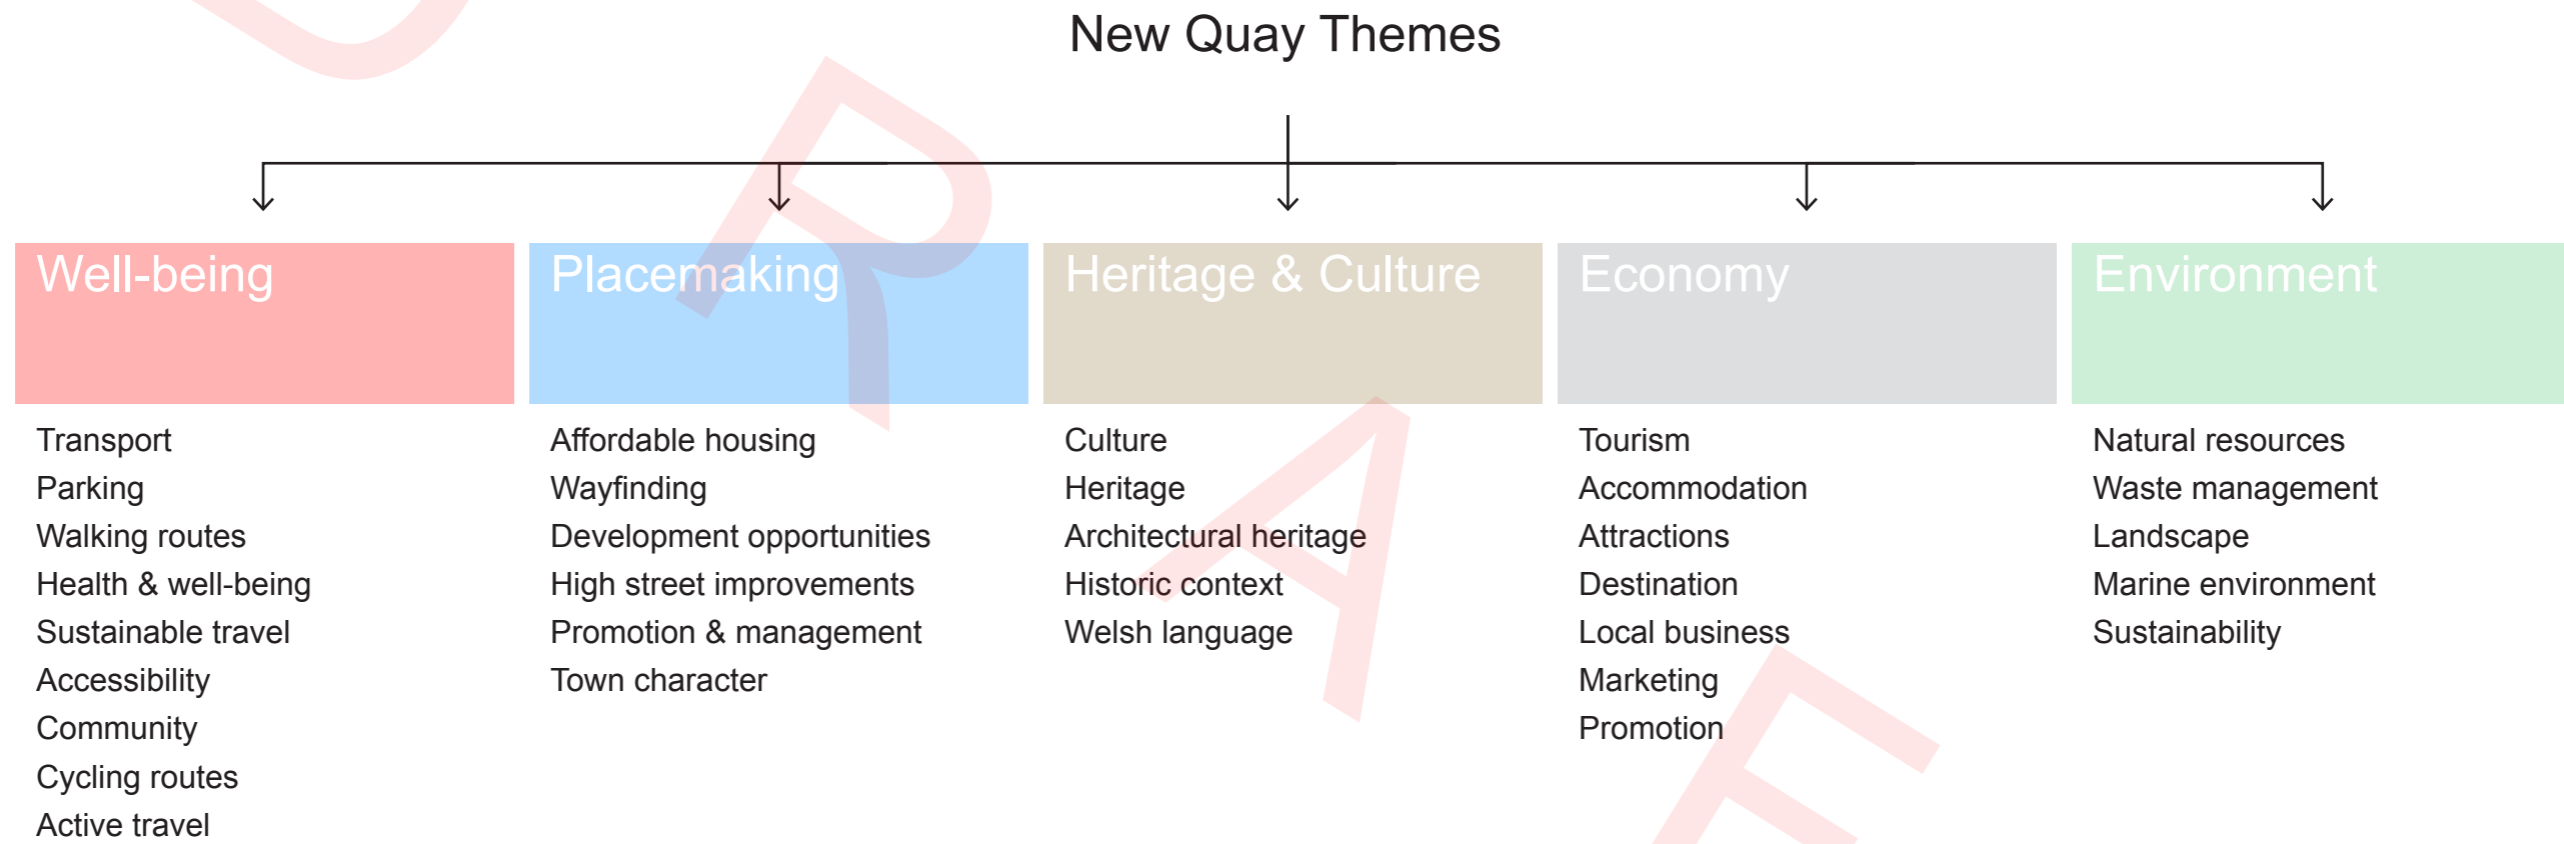 New Quay Themes
Well-being
Transport
Parking
Walking routes
Health & well-being
Sustainable travel
Accessibility
Community
Cycling routes
Active travel
Placemaking
Affordable housing
Wayfinding
Development opportunities
High street improvements
Promotion & management
Town character
Heritage & Culture
Culture
Heritage
Architectural heritage
Historic context
Welsh language
Economy
Tourism
Accommodation
Attractions
Destination
Local business
Marketing
Promotion
Environment
Natural resources
Waste management
Landscape
Marine environment
Sustainability